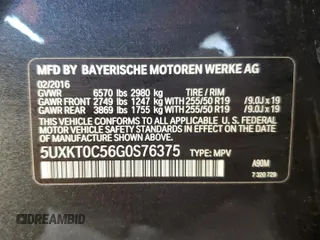 MFD BY BAYERISCHE MOTOREN WERKE AG
02/2016
GVWR 6570 lbs 2980 kg TIRE / RIM
GAWR FRONT 2749 lbs 1247 kg 255/50 R19 / 9.0J x 19
GAWR REAR 3869 lbs 1755 kg 255/50 R19 / 9.0J x 19
THIS VEHICLE CONFORMS TO ALL APPLICABLE
U.S. FEDERAL MOTOR VEHICLE SAFETY STANDARDS
IN EFFECT ON THE DATE OF
MANUFACTURE SHOWN ABOVE.
5UXKT0C56G0S76375 TYPE: MPV A90M
7 320 729
© DREAMBID